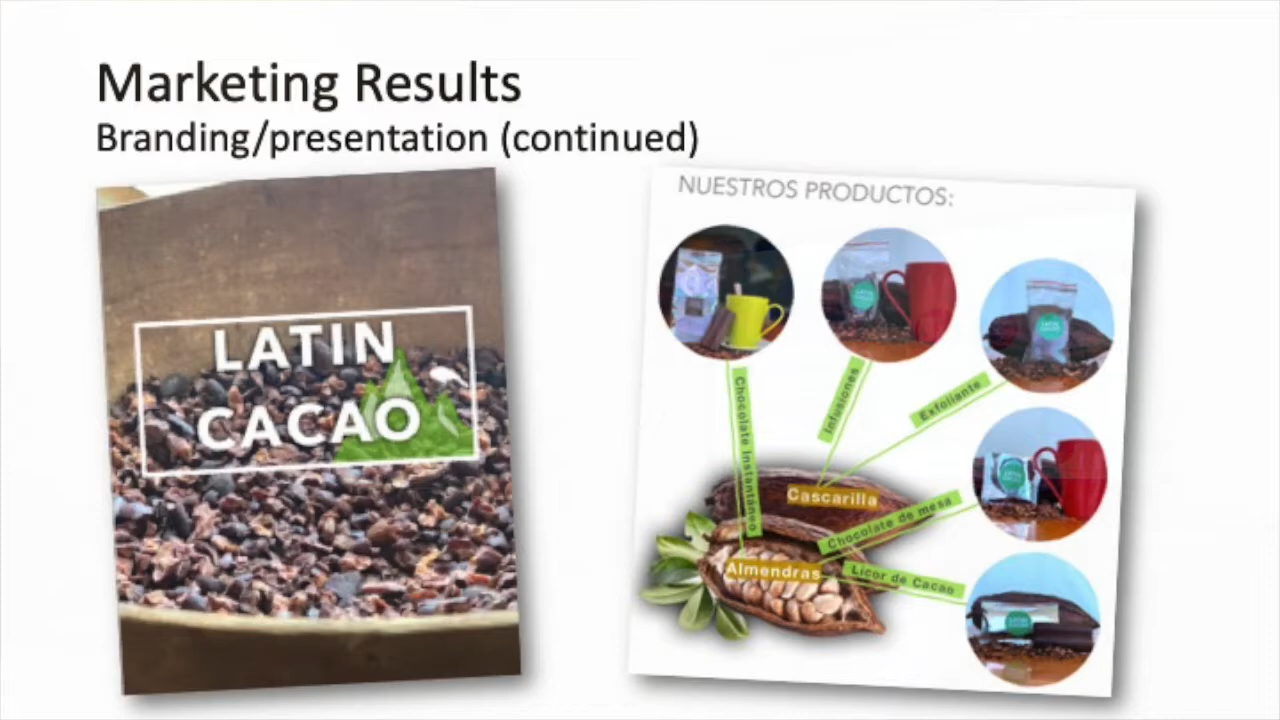 Marketing Results
Branding/presentation (continued)
LATIN
CACAO
NUESTROS PRODUCTOS:
Chocolate Instantáneo
Infusiones
Exfoliante
Cascarilla
Chocolate de mesa
Almendras
Licor de Cacao